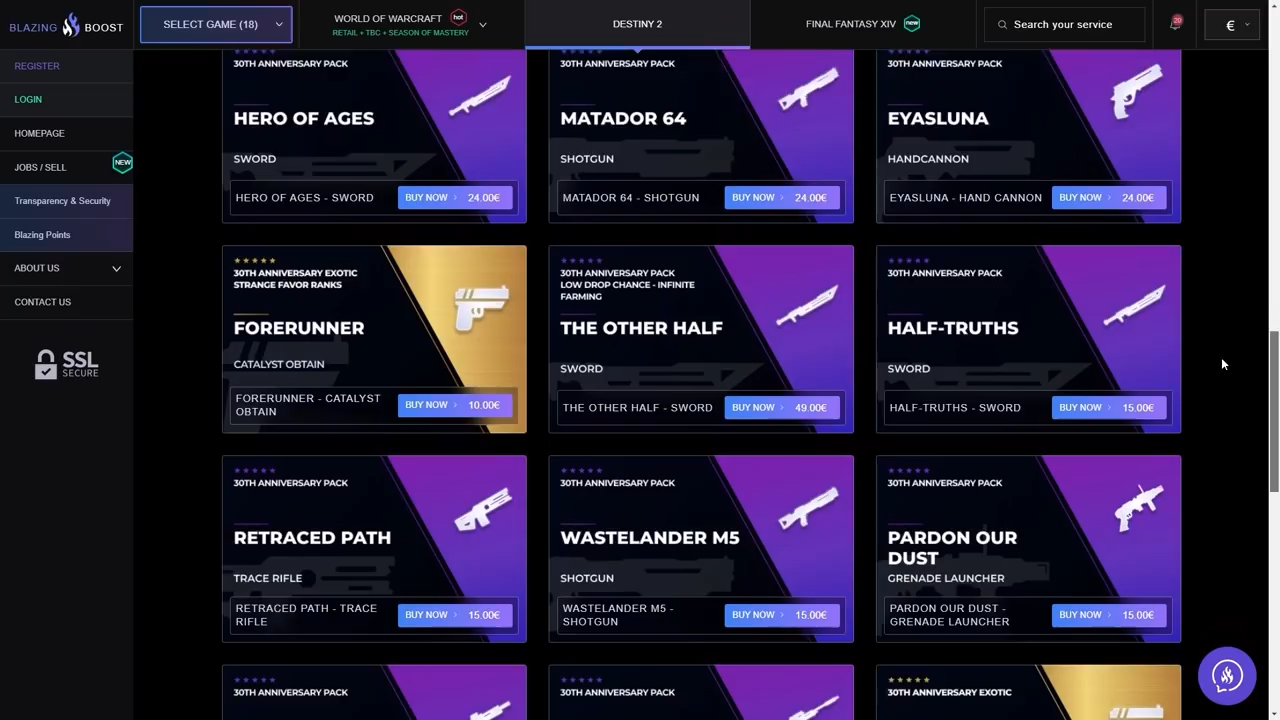 BLAZING BOOST
SELECT GAME (18)
WORLD OF WARCRAFT
hot
RETAIL + TBC + SEASON OF MASTERY
DESTINY 2
FINAL FANTASY XIV
new
Search your service
20
€
REGISTER
LOGIN
HOMEPAGE
JOBS / SELL
NEW
Transparency & Security
Blazing Points
ABOUT US
CONTACT US
SSL
SECURE
30TH ANNIVERSARY PACK
HERO OF AGES
SWORD
HERO OF AGES - SWORD
BUY NOW
24.00€
30TH ANNIVERSARY PACK
MATADOR 64
SHOTGUN
MATADOR 64 - SHOTGUN
BUY NOW
24.00€
30TH ANNIVERSARY PACK
EYASLUNA
HANDCANNON
EYASLUNA - HAND CANNON
BUY NOW
24.00€
30TH ANNIVERSARY EXOTIC
STRANGE FAVOR RANKS
FORERUNNER
CATALYST OBTAIN
FORERUNNER - CATALYST
OBTAIN
BUY NOW
10.00€
30TH ANNIVERSARY PACK
LOW DROP CHANCE - INFINITE
FARMING
THE OTHER HALF
SWORD
THE OTHER HALF - SWORD
BUY NOW
49.00€
30TH ANNIVERSARY PACK
HALF-TRUTHS
SWORD
HALF-TRUTHS - SWORD
BUY NOW
15.00€
30TH ANNIVERSARY PACK
RETRACED PATH
TRACE RIFLE
RETRACED PATH - TRACE
RIFLE
BUY NOW
15.00€
30TH ANNIVERSARY PACK
WASTELANDER M5
SHOTGUN
WASTELANDER M5 -
SHOTGUN
BUY NOW
15.00€
30TH ANNIVERSARY PACK
PARDON OUR
DUST
GRENADE LAUNCHER
PARDON OUR DUST -
GRENADE LAUNCHER
BUY NOW
15.00€
30TH ANNIVERSARY PACK
30TH ANNIVERSARY PACK
30TH ANNIVERSARY EXOTIC